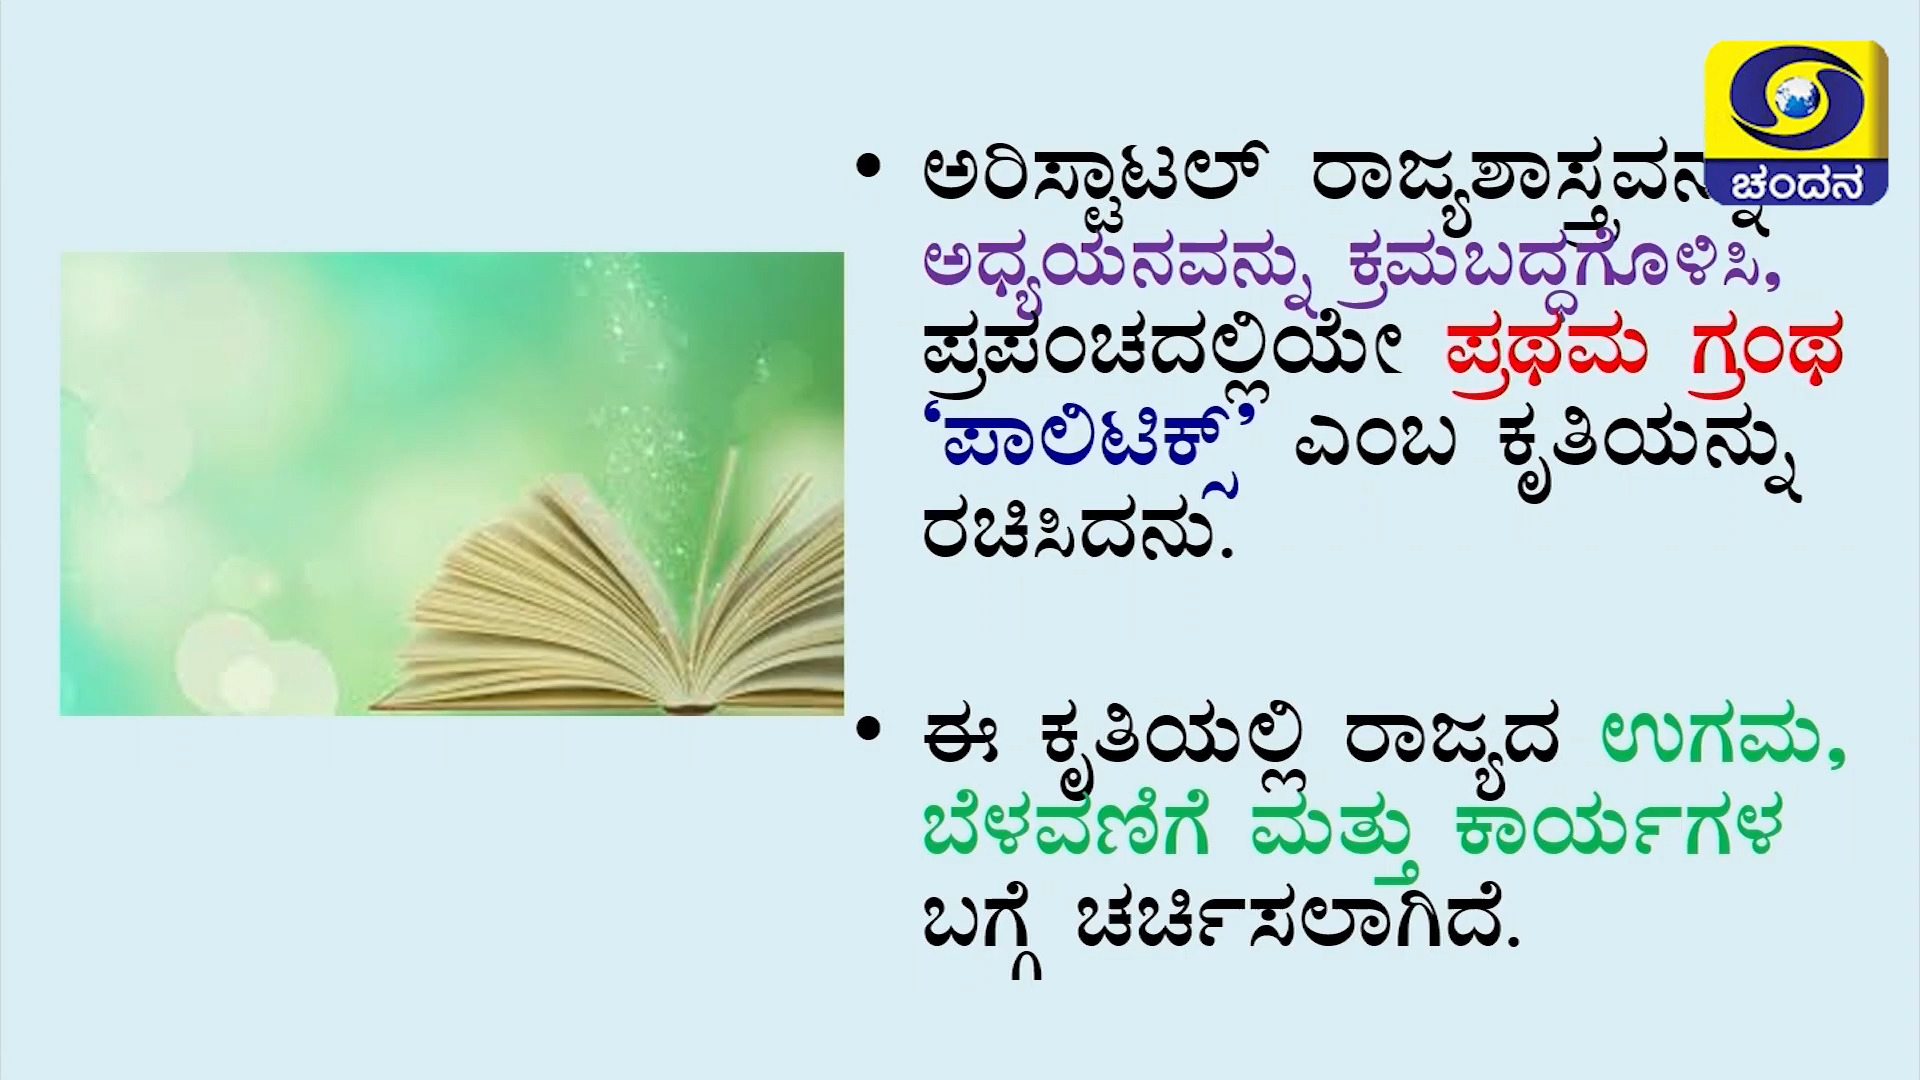 • ಅರಿಸ್ಟಾಟಲ್ ರಾಜ್ಯಶಾಸ್ತ್ರವನ್ನು
ಅಧ್ಯಯನವನ್ನು ಕ್ರಮಬದ್ಧಗೊಳಿಸಿ,
ಪ್ರಪಂಚದಲ್ಲಿಯೇ ಪ್ರಥಮ ಗ್ರಂಥ
‘ಪಾಲಿಟಿಕ್ಸ್’ ಎಂಬ ಕೃತಿಯನ್ನು
ರಚಿಸಿದನು.
• ಈ ಕೃತಿಯಲ್ಲಿ ರಾಜ್ಯದ ಉಗಮ,
ಬೆಳವಣಿಗೆ ಮತ್ತು ಕಾರ್ಯಗಳ
ಬಗ್ಗೆ ಚರ್ಚಿಸಲಾಗಿದೆ.
ಚಂದನ